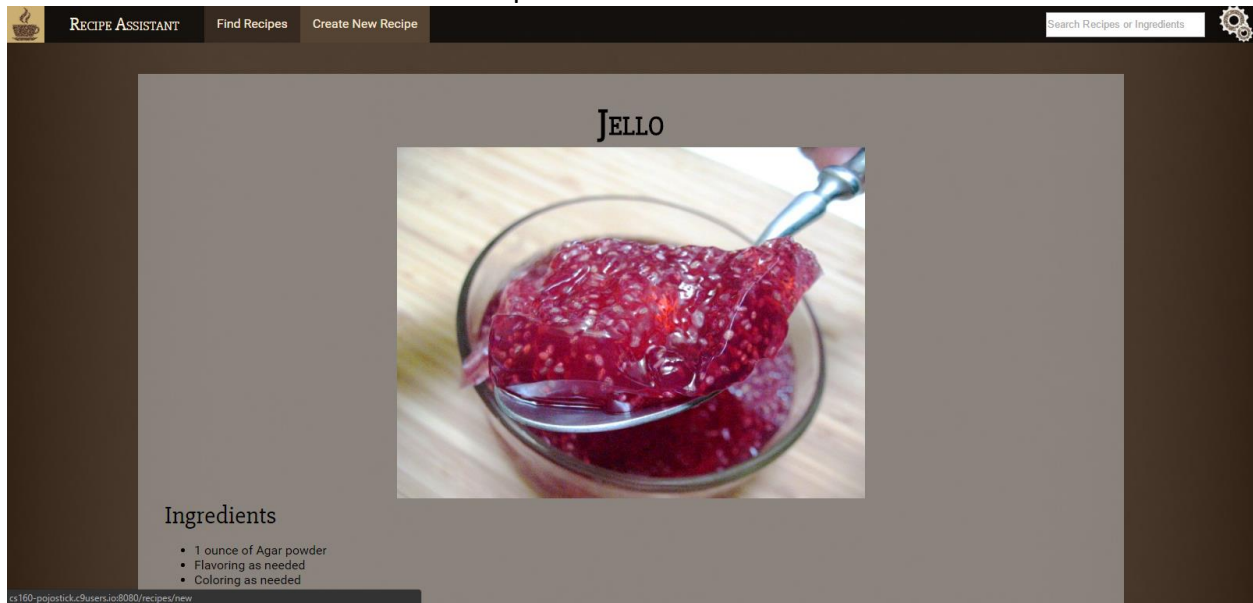 Recipe Assistant Find Recipes Create New Recipe Search Recipes or Ingredients
Jello
Ingredients
• 1 ounce of Agar powder
• Flavoring as needed
• Coloring as needed
cs160-pojostick.c9users.io:8080/recipes/new